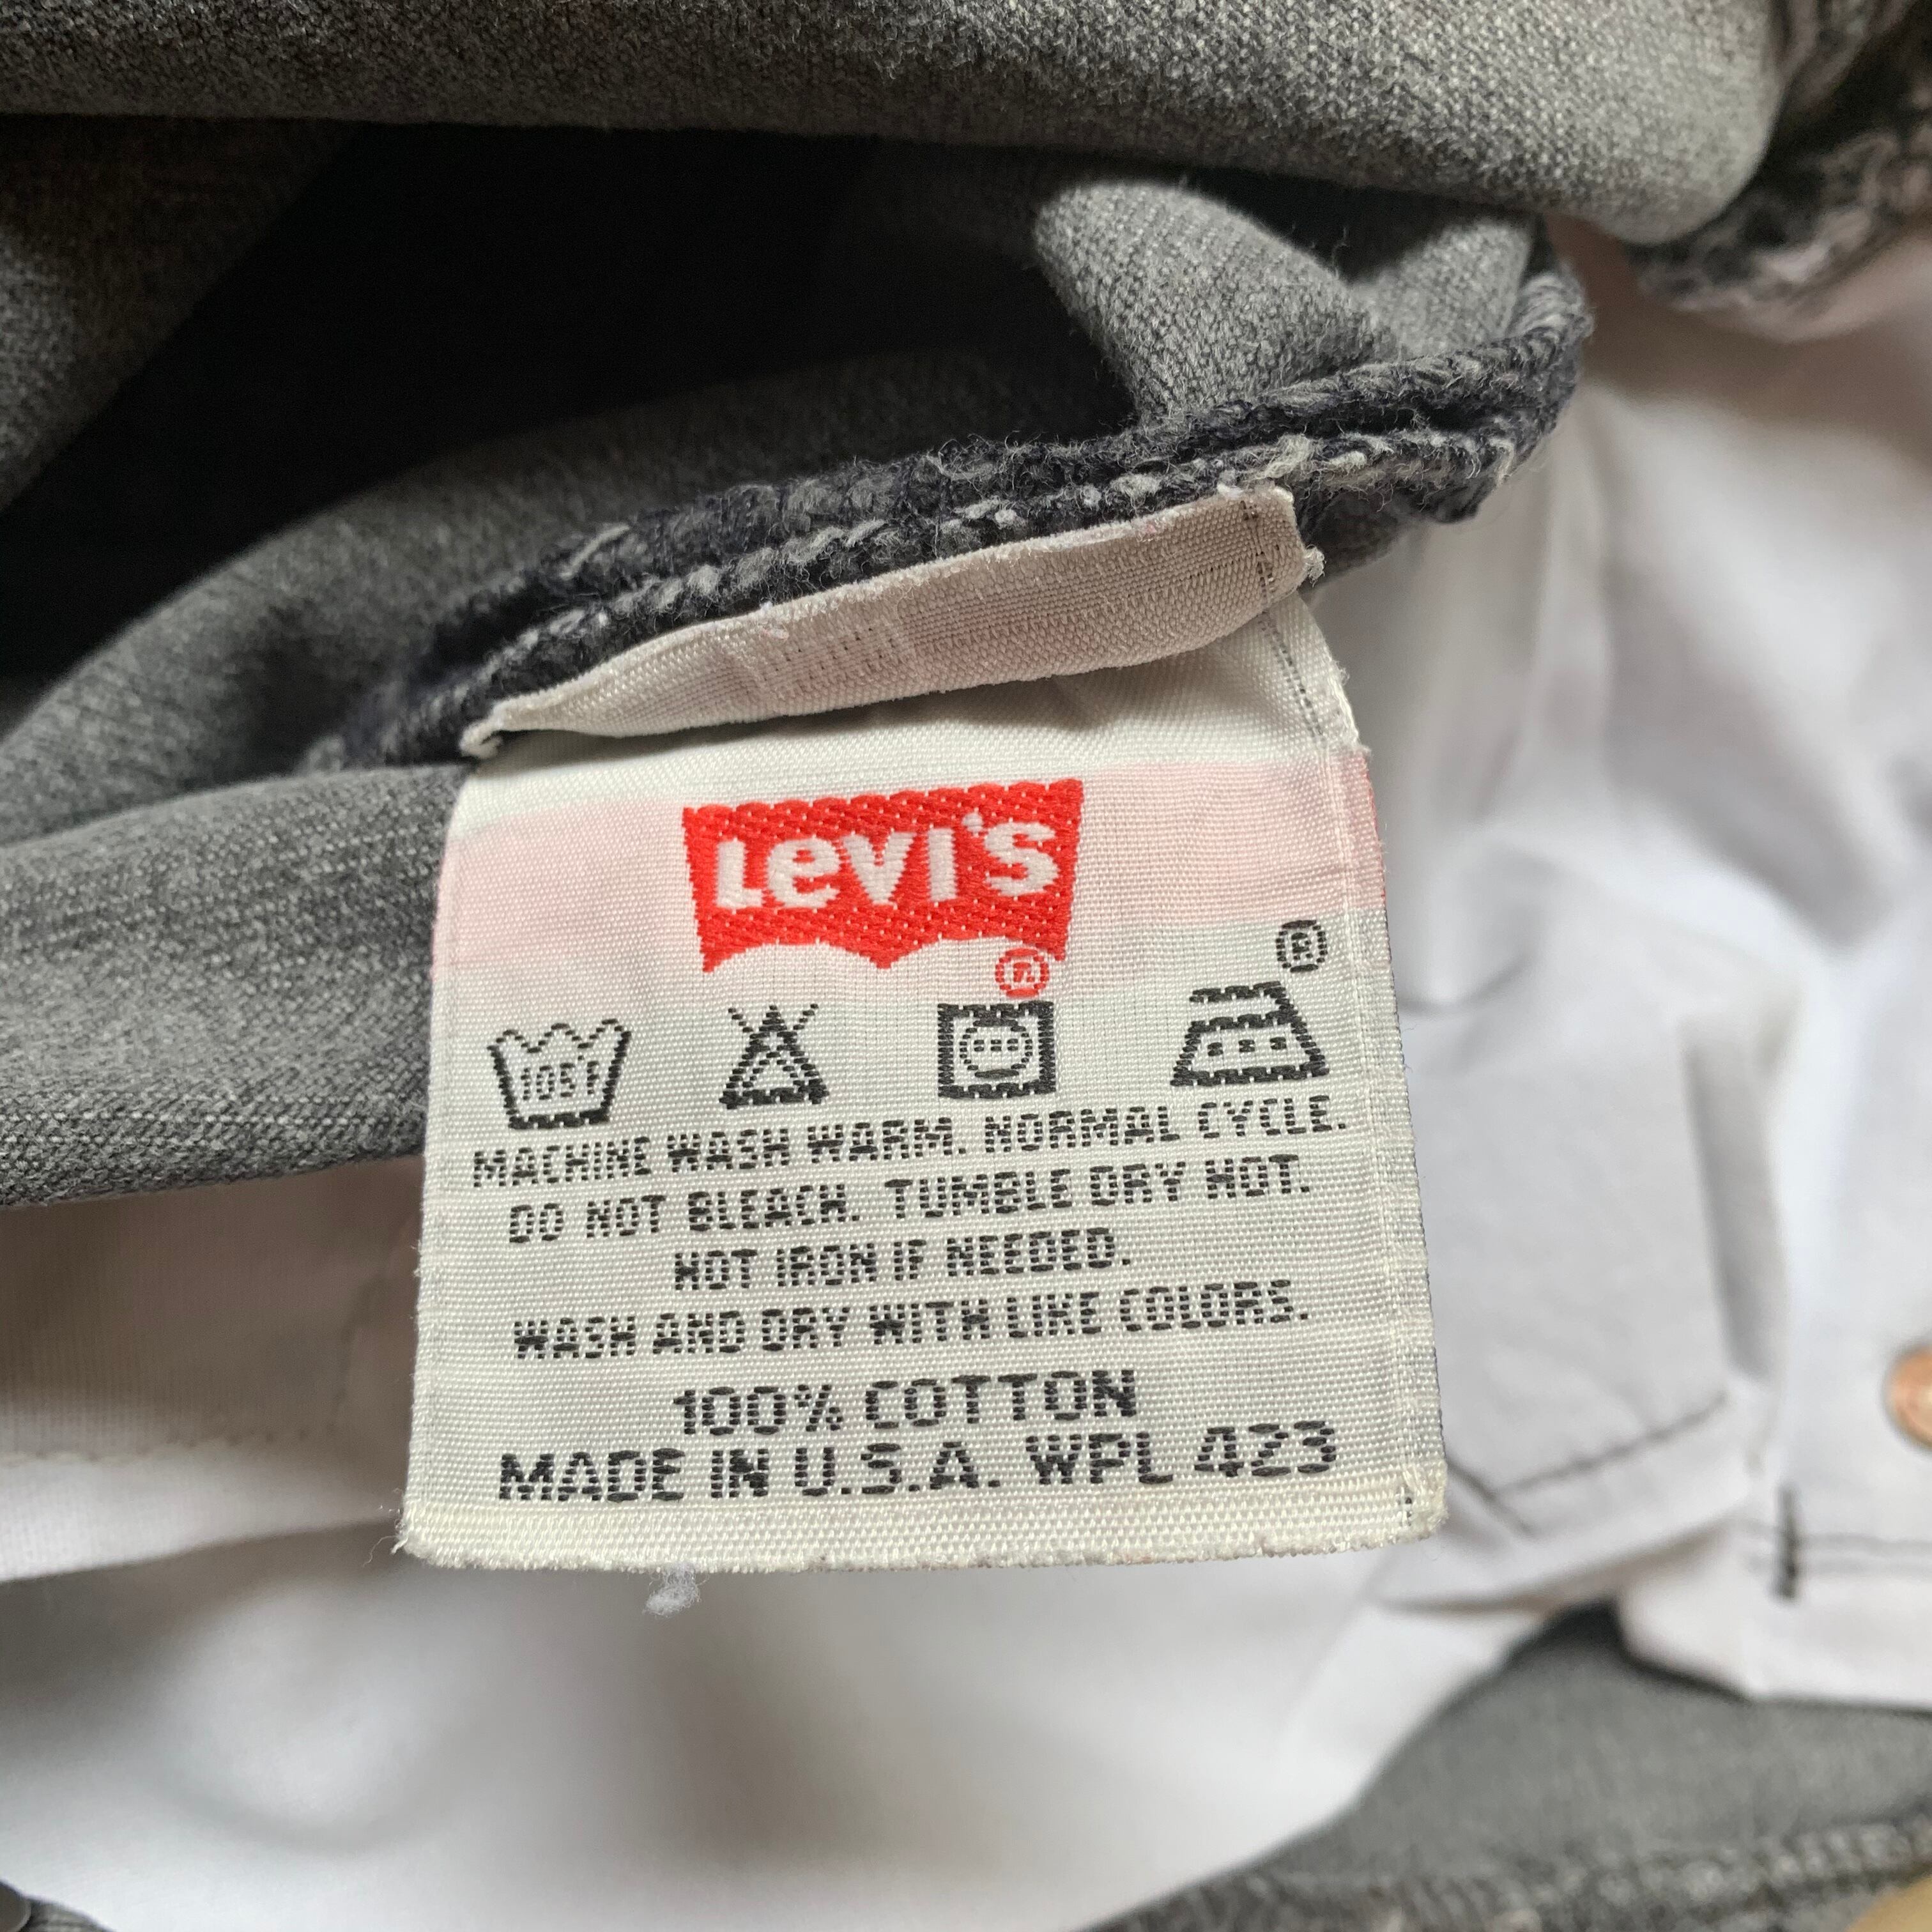 Levi's
®
®
105F
MACHINE WASH WARM. NORMAL CYCLE.
DO NOT BLEACH. TUMBLE DRY HOT.
HOT IRON IF NEEDED.
WASH AND DRY WITH LIKE COLORS.
100% COTTON
MADE IN U.S.A. WPL 423